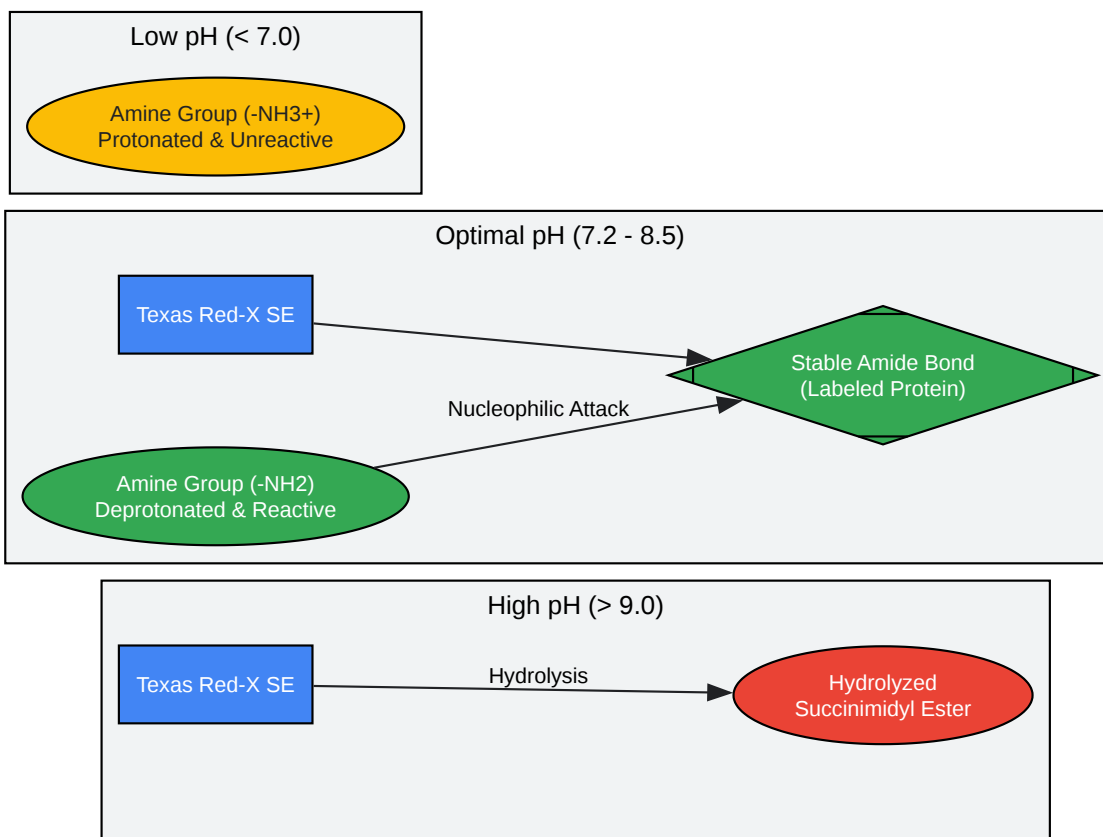 Low pH (< 7.0)
Amine Group (-NH3+)
Protonated & Unreactive
Optimal pH (7.2 - 8.5)
Texas Red-X SE
Stable Amide Bond
(Labeled Protein)
Nucleophilic Attack
Amine Group (-NH2)
Deprotonated & Reactive
High pH (> 9.0)
Texas Red-X SE
Hydrolysis
Hydrolyzed
Succinimidyl Ester